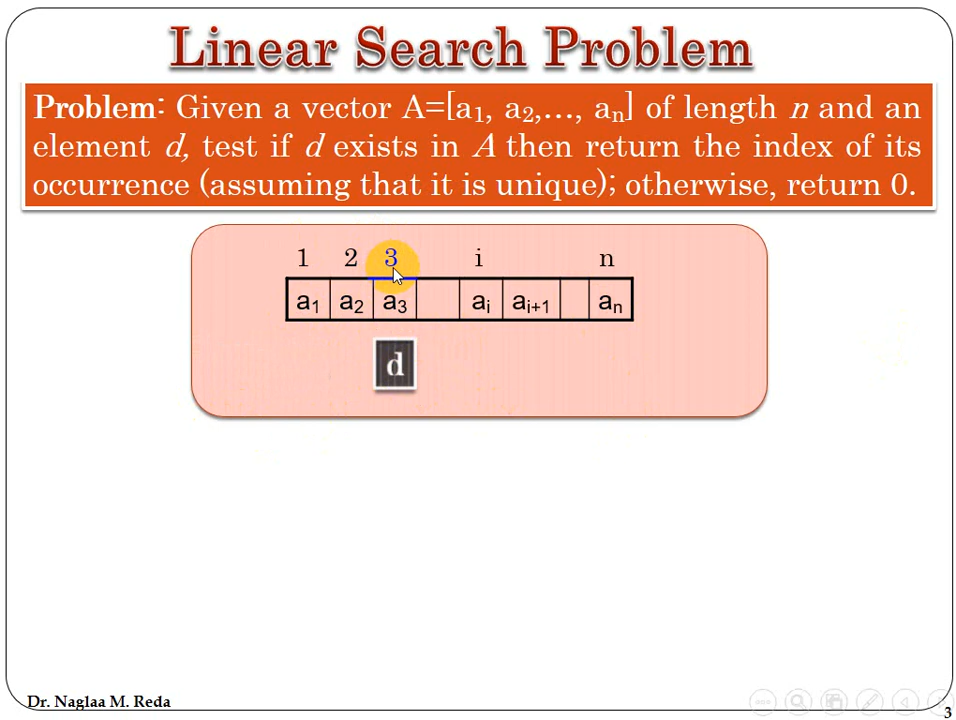 Linear Search Problem
Problem: Given a vector A=[a₁, a₂,…, aₙ] of length n and an
element d, test if d exists in A then return the index of its
occurrence (assuming that it is unique); otherwise, return 0.
1 2 3 i n
a₁ a₂ a₃ aᵢ aᵢ₊₁ aₙ
d
Dr. Naglaa M. Reda
3